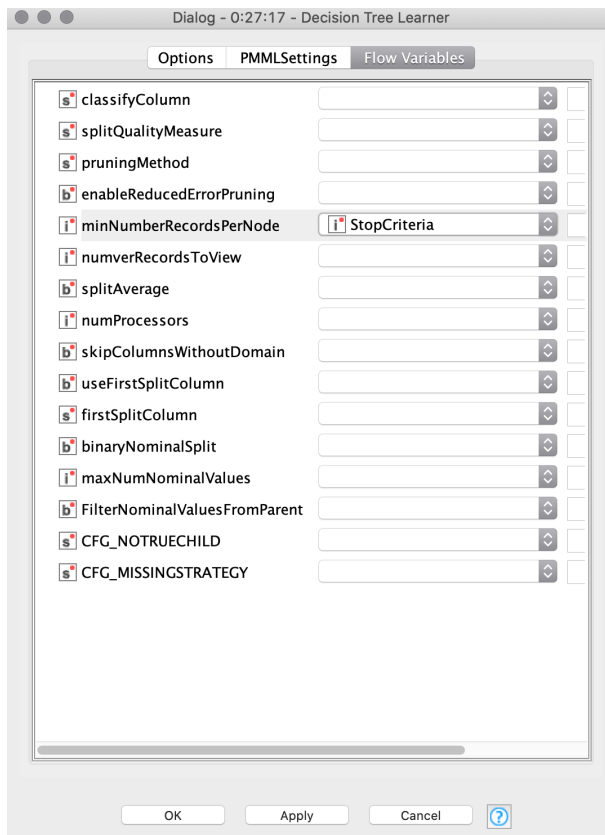 Dialog - 0:27:17 - Decision Tree Learner
Options PMMLSettings Flow Variables
s classifyColumn
s splitQualityMeasure
s pruningMethod
b enableReducedErrorPruning
i minNumberRecordsPerNode i StopCriteria
i numverRecordsToView
b splitAverage
i numProcessors
b skipColumnsWithoutDomain
b useFirstSplitColumn
s firstSplitColumn
b binaryNominalSplit
i maxNumNominalValues
b FilterNominalValuesFromParent
s CFG_NOTRUECHILD
s CFG_MISSINGSTRATEGY
OK Apply Cancel ?